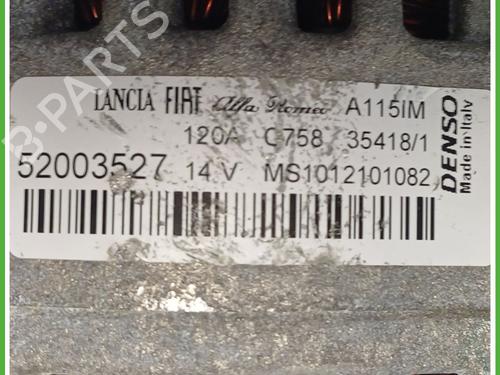 B-PARTS
LANCIA FIAT Alfa Romeo A115IM
120A C758 35418/1
52003527 14 V MS1012101082
DENSO
Made in Italy